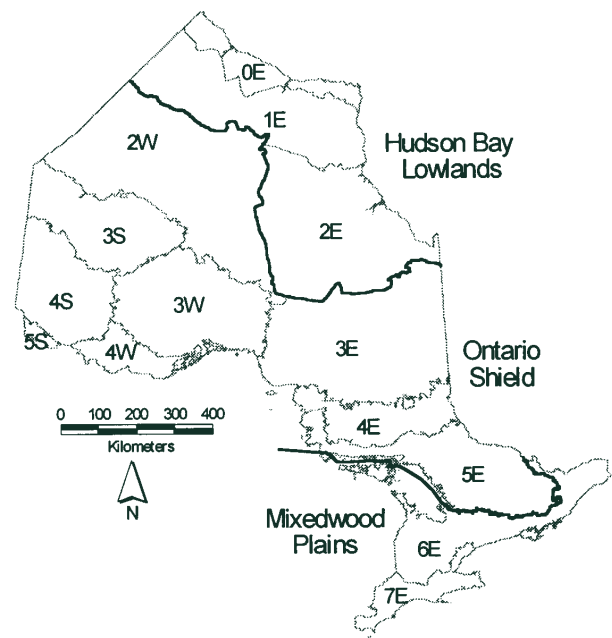 0E
1E
2W
Hudson Bay
Lowlands
2E
3S
4S
3W
5S
4W
3E
Ontario
Shield
0 100 200 300 400
Kilometers
4E
N
5E
Mixedwood
Plains
6E
7E